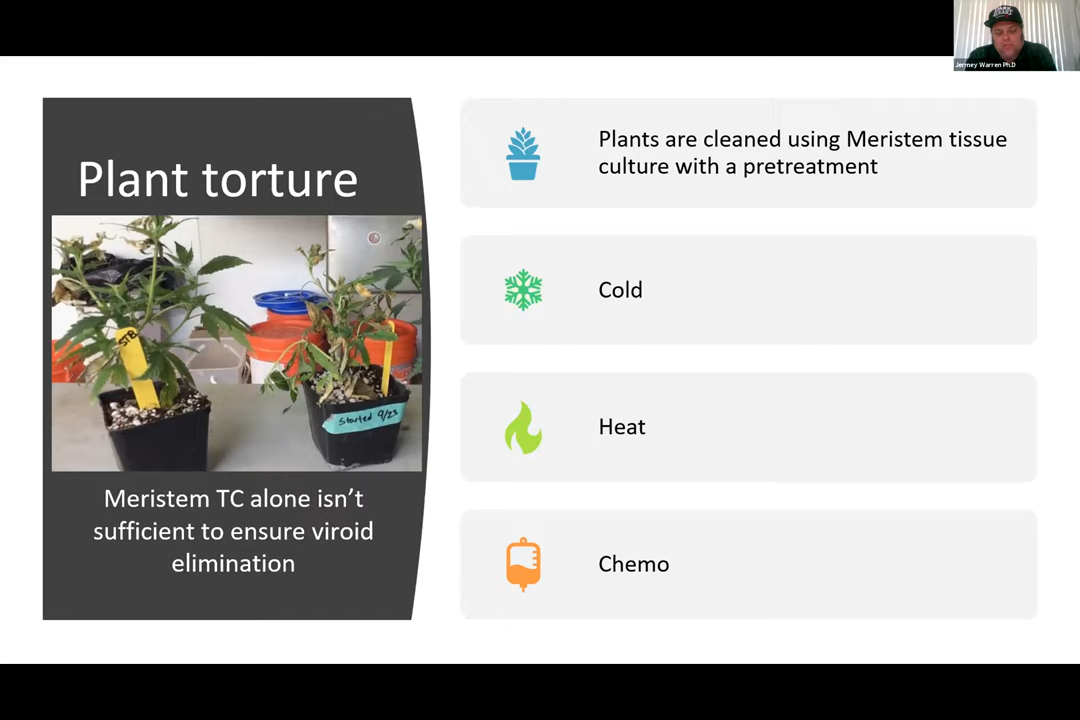 Jermey Warren Ph.D
Plant torture
STB
Started 9/23
Meristem TC alone isn't
sufficient to ensure viroid
elimination
Plants are cleaned using Meristem tissue
culture with a pretreatment
Cold
Heat
Chemo